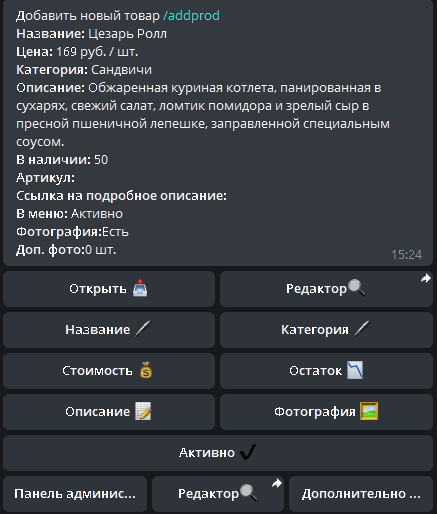 Добавить новый товар /addprod
Название: Цезарь Ролл
Цена: 169 руб. / шт.
Категория: Сандвичи
Описание: Обжаренная куриная котлета, панированная в
сухарях, свежий салат, ломтик помидора и зрелый сыр в
пресной пшеничной лепешке, заправленной специальным
соусом.
В наличии: 50
Артикул:
Ссылка на подробное описание:
В меню: Активно
Фотография:Есть
Доп. фото:0 шт.
15:24
Открыть 📤 Редактор🔍
Название 🖋 Категория 🖋
Стоимость 💰 Остаток 📉
Описание 📝 Фотография 🖼
Активно ✔
Панель админис... Редактор🔍 Дополнительно ...